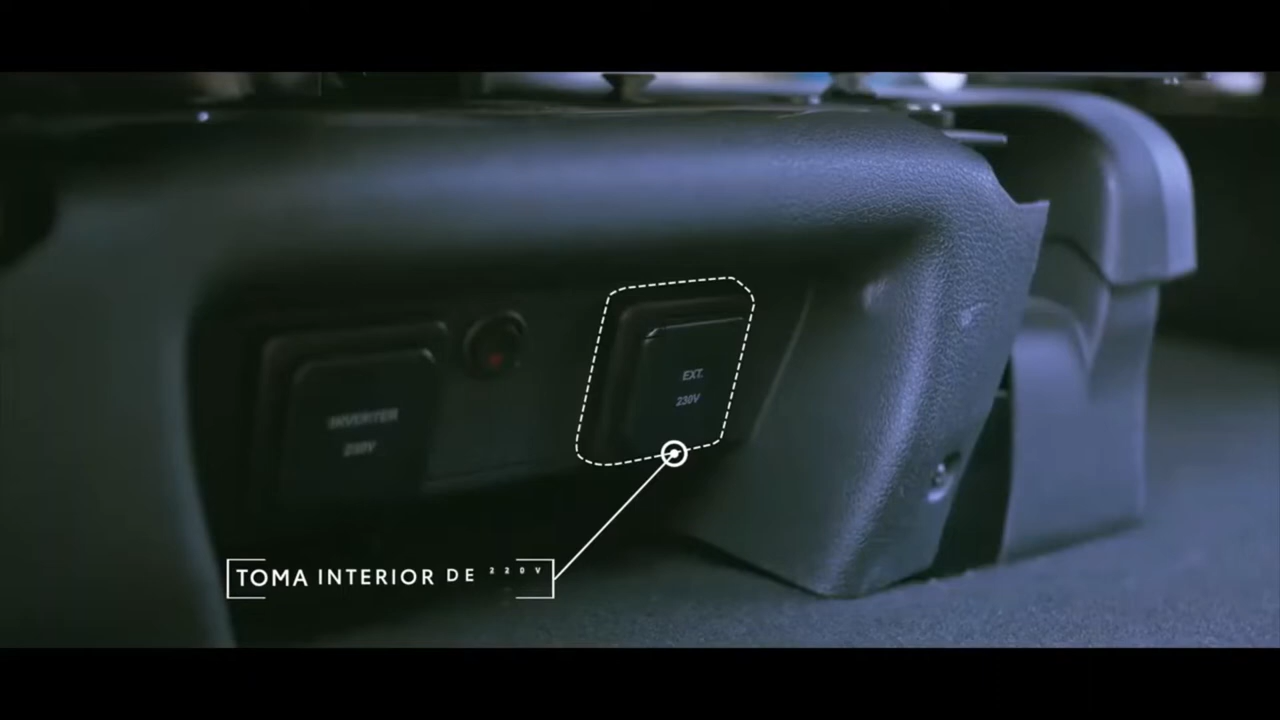 INVERTER
230V
EXT.
230V
TOMA INTERIOR DE 220V